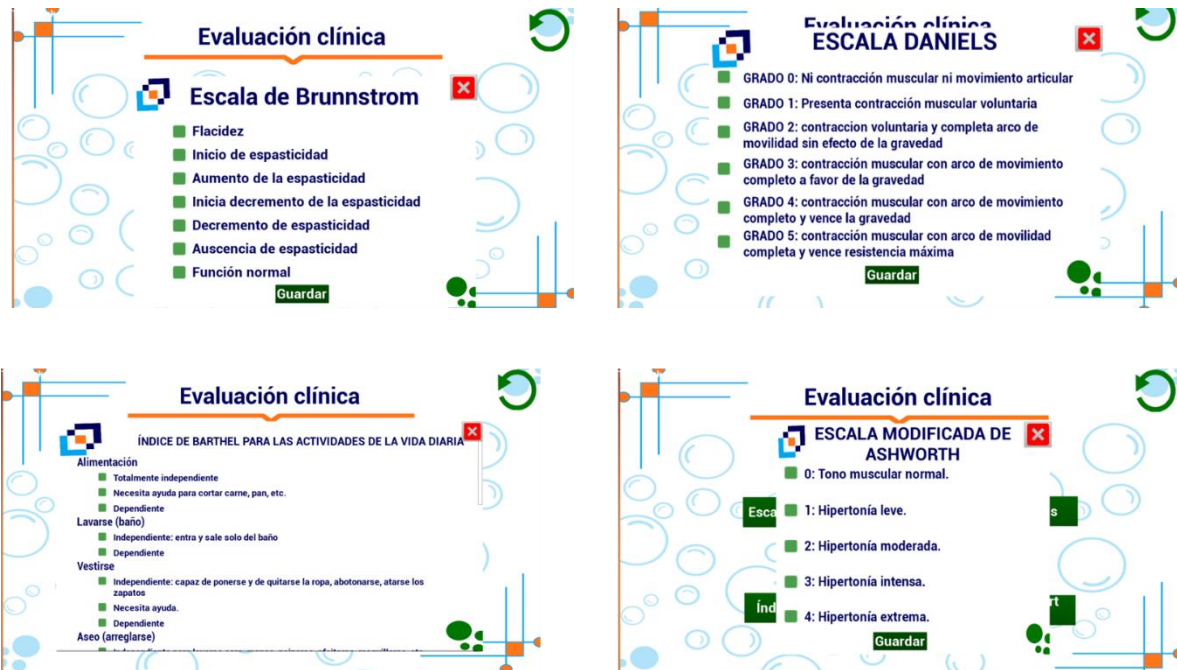 Evaluación clínica
Escala de Brunnstrom
Flacidez
Inicio de espasticidad
Aumento de la espasticidad
Inicia decremento de la espasticidad
Decremento de espasticidad
Auscencia de espasticidad
Función normal
Guardar
Evaluación clínica
ESCALA DANIELS
GRADO 0: Ni contracción muscular ni movimiento articular
GRADO 1: Presenta contracción muscular voluntaria
GRADO 2: contraccion voluntaria y completa arco de
movilidad sin efecto de la gravedad
GRADO 3: contracción muscular con arco de movimiento
completo a favor de la gravedad
GRADO 4: contracción muscular con arco de movimiento
completo y vence la gravedad
GRADO 5: contracción muscular con arco de movilidad
completa y vence resistencia máxima
Guardar
Evaluación clínica
ÍNDICE DE BARTHEL PARA LAS ACTIVIDADES DE LA VIDA DIARIA
Alimentación
Totalmente independiente
Necesita ayuda para cortar carne, pan, etc.
Dependiente
Lavarse (baño)
Independiente: entra y sale solo del baño
Dependiente
Vestirse
Independiente: capaz de ponerse y de quitarse la ropa, abotonarse, atarse los
zapatos
Necesita ayuda.
Dependiente
Aseo (arreglarse)
Evaluación clínica
ESCALA MODIFICADA DE
ASHWORTH
0: Tono muscular normal.
Esca
s
1: Hipertonía leve.
2: Hipertonía moderada.
3: Hipertonía intensa.
Índ
rt
4: Hipertonía extrema.
Guardar